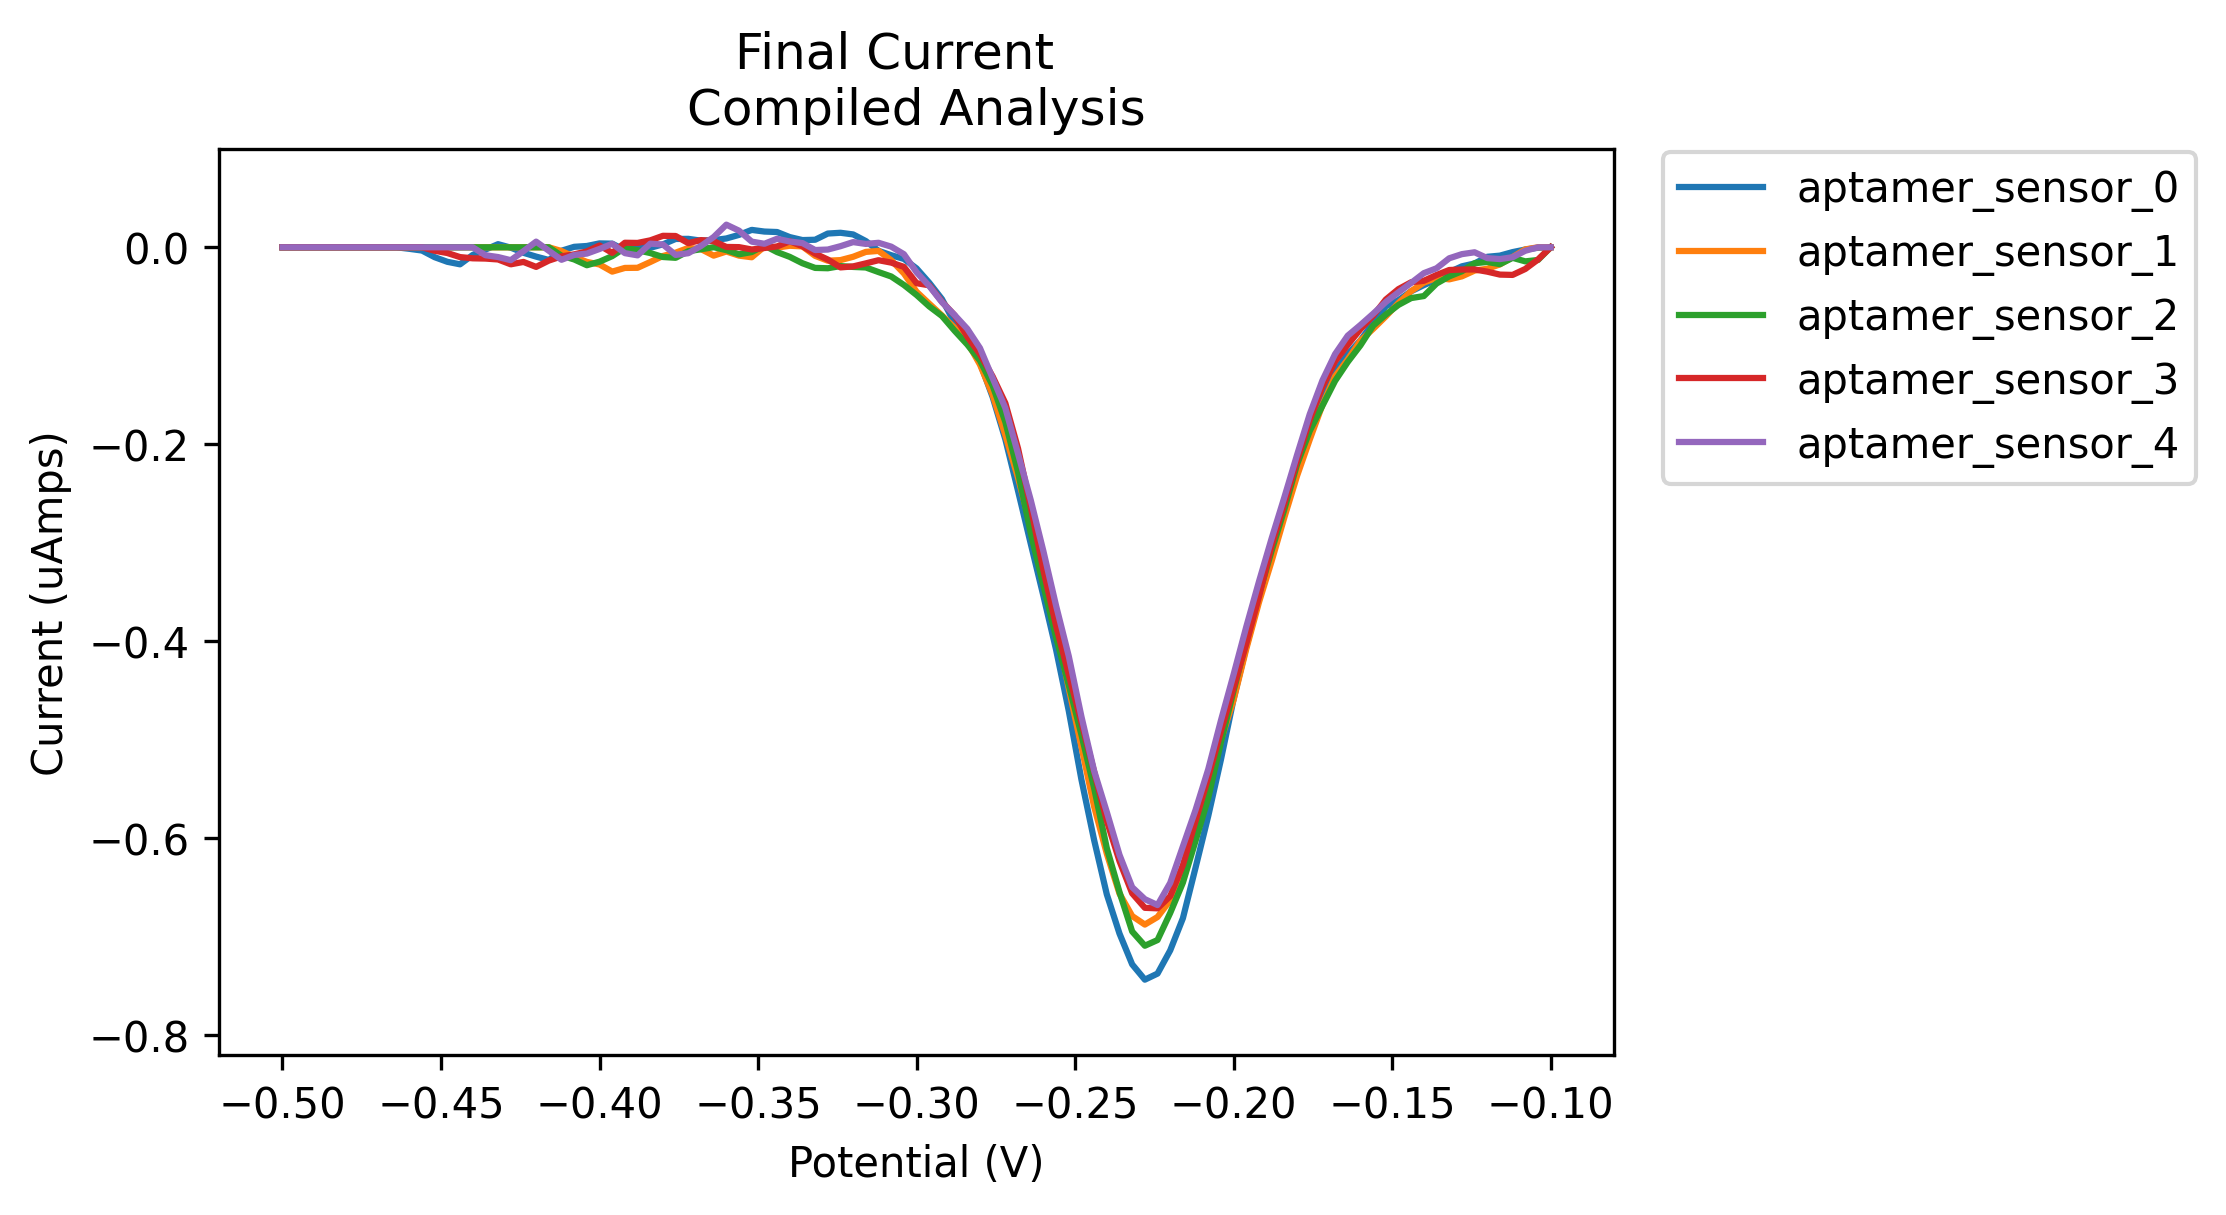 Final Current
Compiled Analysis
0.0
−0.2
−0.4
−0.6
−0.8
Current (uAmps)
−0.50 −0.45 −0.40 −0.35 −0.30 −0.25 −0.20 −0.15 −0.10
Potential (V)
aptamer_sensor_0
aptamer_sensor_1
aptamer_sensor_2
aptamer_sensor_3
aptamer_sensor_4